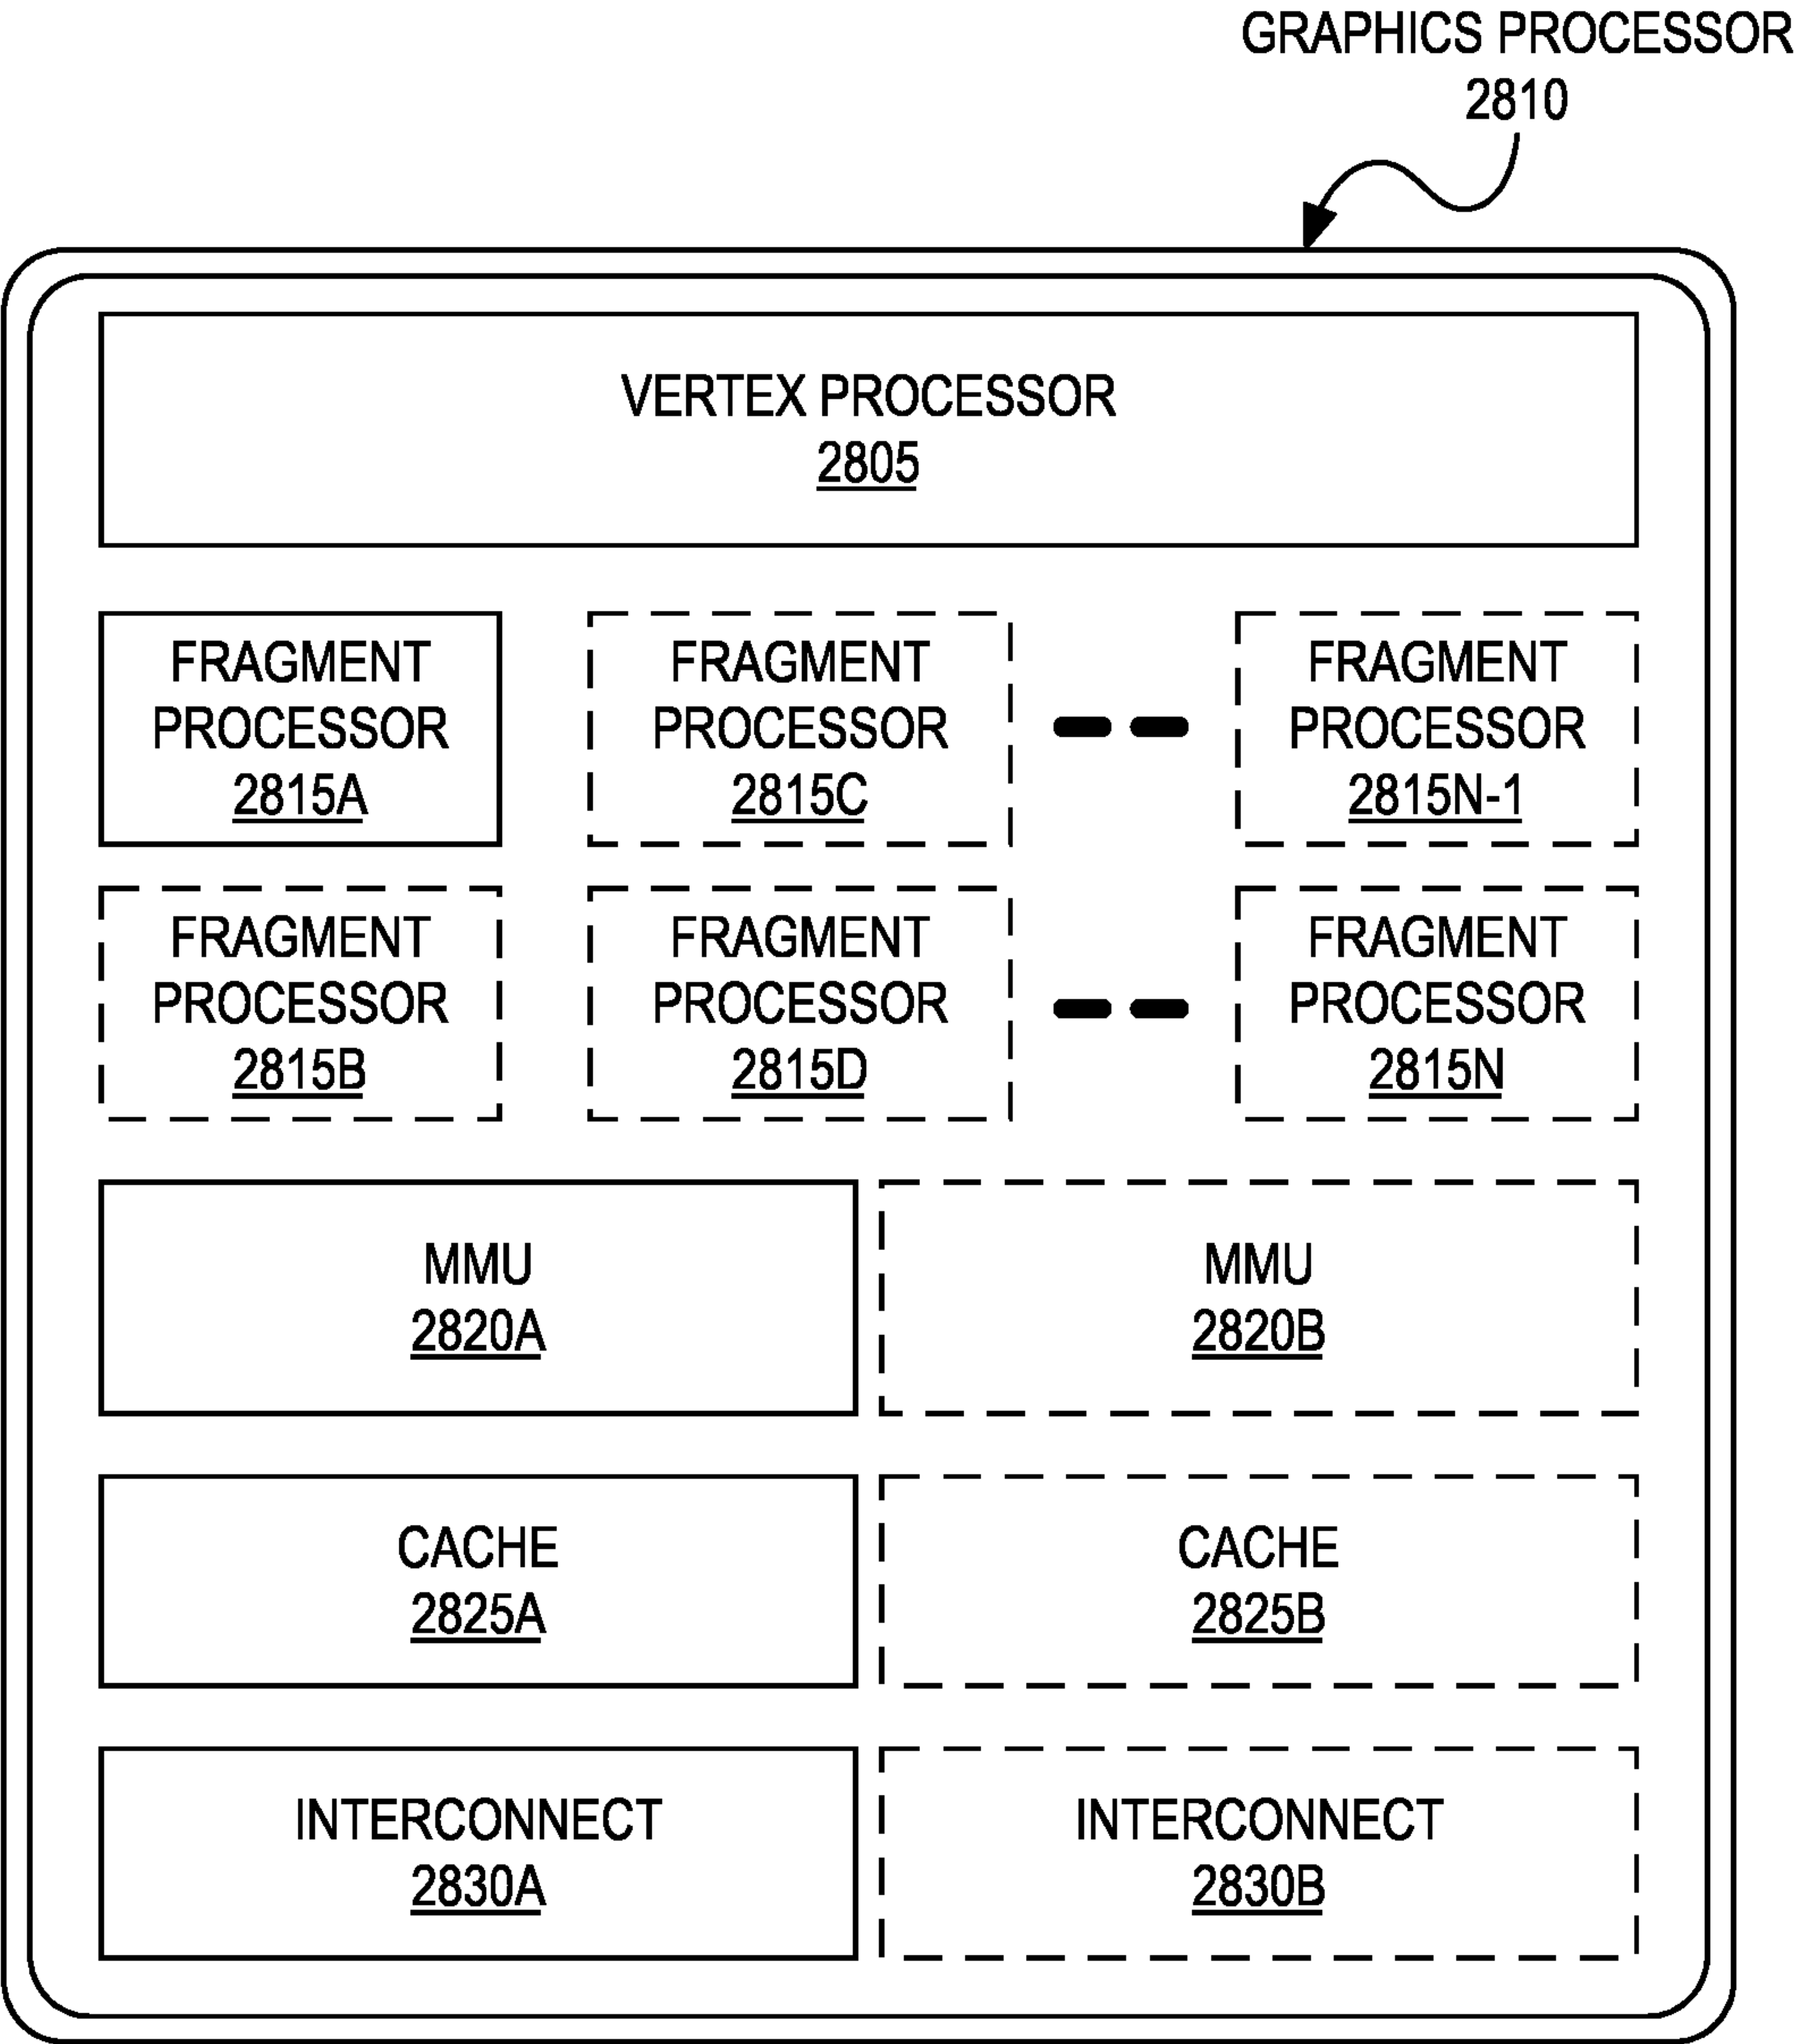 GRAPHICS PROCESSOR
2810
VERTEX PROCESSOR
2805
FRAGMENT
PROCESSOR
2815A
FRAGMENT
PROCESSOR
2815C
FRAGMENT
PROCESSOR
2815N-1
FRAGMENT
PROCESSOR
2815B
FRAGMENT
PROCESSOR
2815D
FRAGMENT
PROCESSOR
2815N
MMU
2820A
MMU
2820B
CACHE
2825A
CACHE
2825B
INTERCONNECT
2830A
INTERCONNECT
2830B